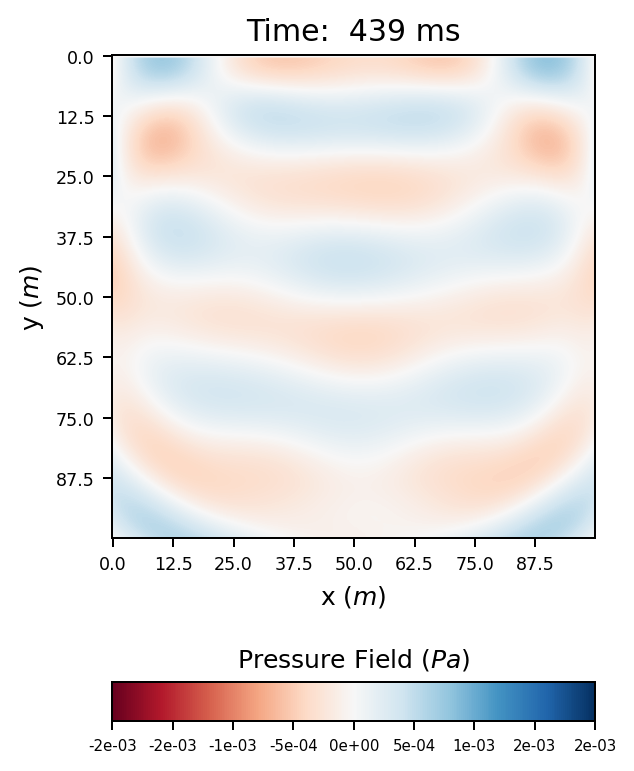 Time:  439 ms
0.0
12.5
25.0
37.5
50.0
62.5
75.0
87.5
y (m)
0.0 12.5 25.0 37.5 50.0 62.5 75.0 87.5
x (m)
Pressure Field (Pa)
-2e-03 -2e-03 -1e-03 -5e-04 0e+00 5e-04 1e-03 2e-03 2e-03